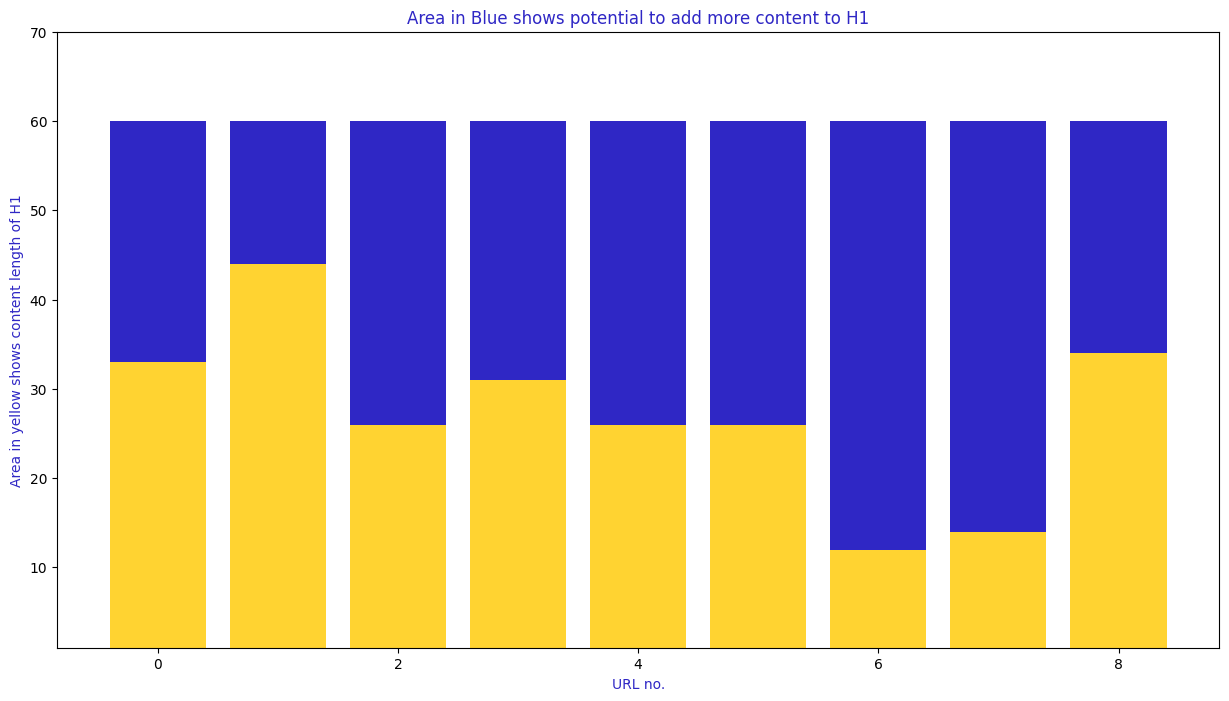 Area in Blue shows potential to add more content to H1
Area in yellow shows content length of H1
70
60
50
40
30
20
10
0 2 4 6 8
URL no.